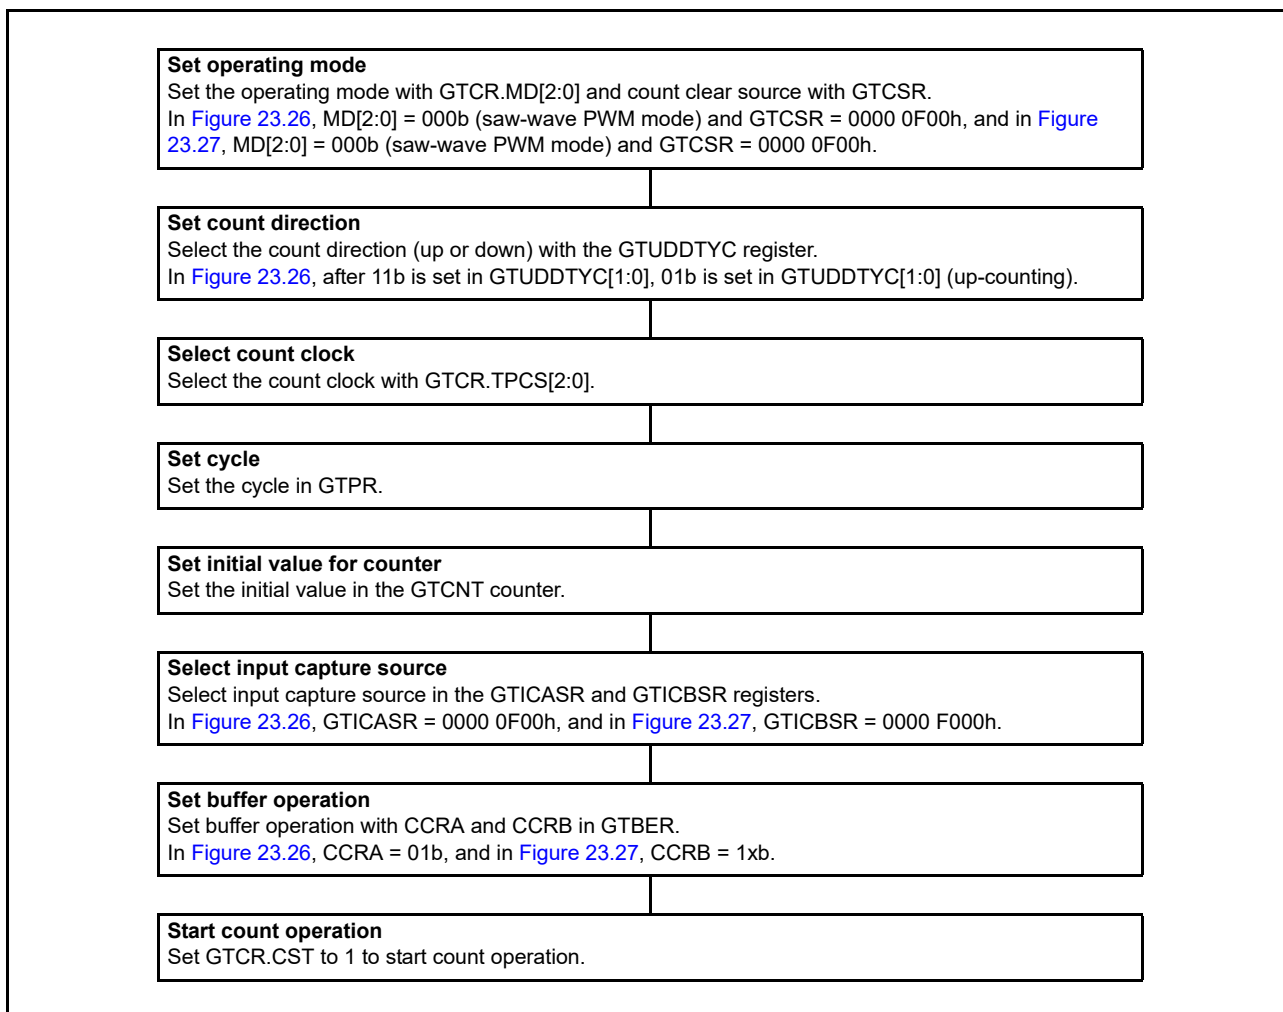 Set operating mode
Set the operating mode with GTCR.MD[2:0] and count clear source with GTCSR.
In Figure 23.26, MD[2:0] = 000b (saw-wave PWM mode) and GTCSR = 0000 0F00h, and in Figure
23.27, MD[2:0] = 000b (saw-wave PWM mode) and GTCSR = 0000 0F00h.
Set count direction
Select the count direction (up or down) with the GTUDDTYC register.
In Figure 23.26, after 11b is set in GTUDDTYC[1:0], 01b is set in GTUDDTYC[1:0] (up-counting).
Select count clock
Select the count clock with GTCR.TPCS[2:0].
Set cycle
Set the cycle in GTPR.
Set initial value for counter
Set the initial value in the GTCNT counter.
Select input capture source
Select input capture source in the GTICASR and GTICBSR registers.
In Figure 23.26, GTICASR = 0000 0F00h, and in Figure 23.27, GTICBSR = 0000 F000h.
Set buffer operation
Set buffer operation with CCRA and CCRB in GTBER.
In Figure 23.26, CCRA = 01b, and in Figure 23.27, CCRB = 1xb.
Start count operation
Set GTCR.CST to 1 to start count operation.